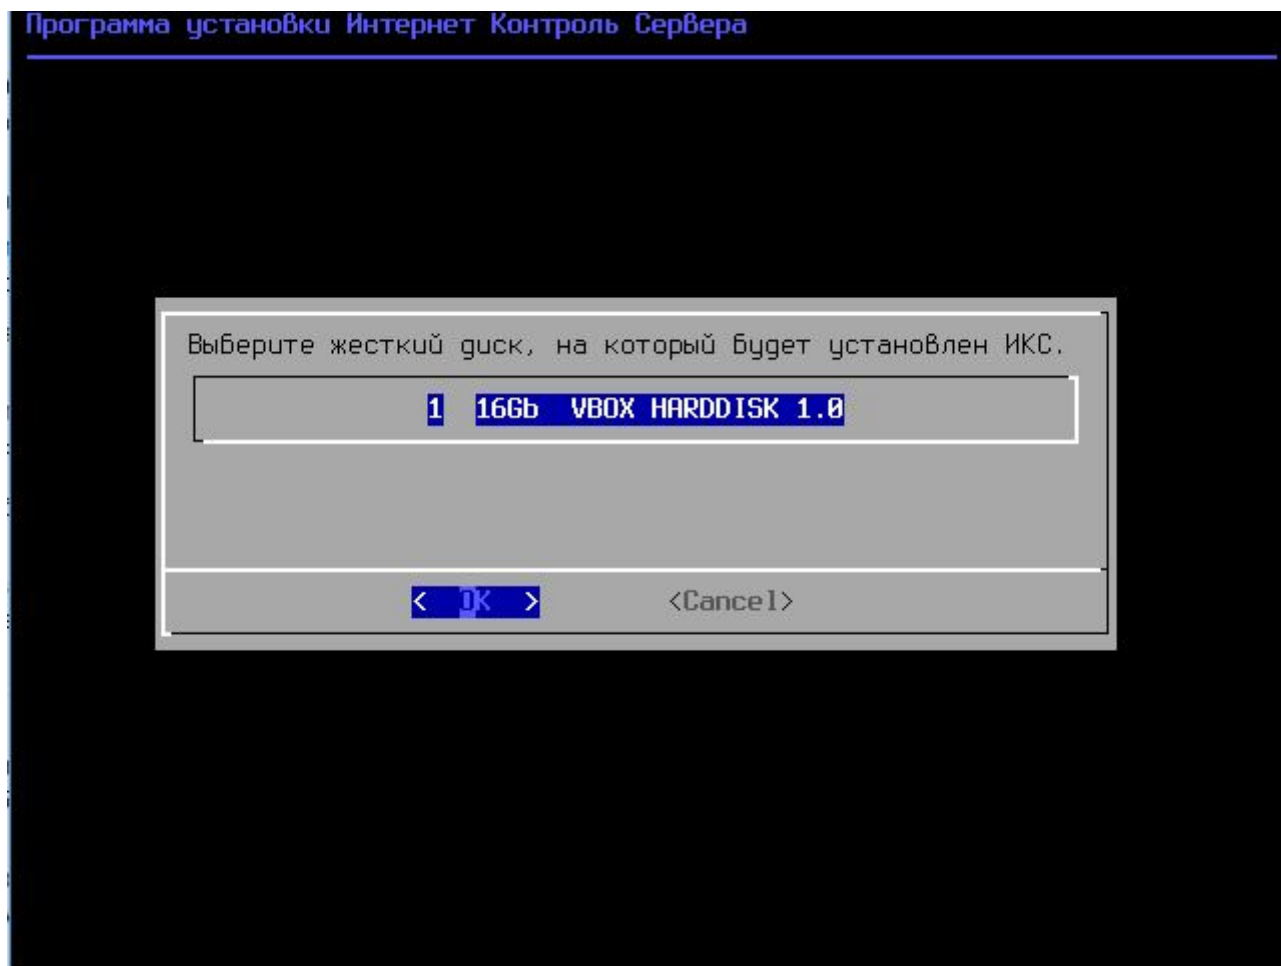 Программа установки Интернет Контроль Сервера
Выберите жесткий диск, на который будет установлен ИКС.
1 16Gb VBOX HARDDISK 1.0
< OK > <Cancel>